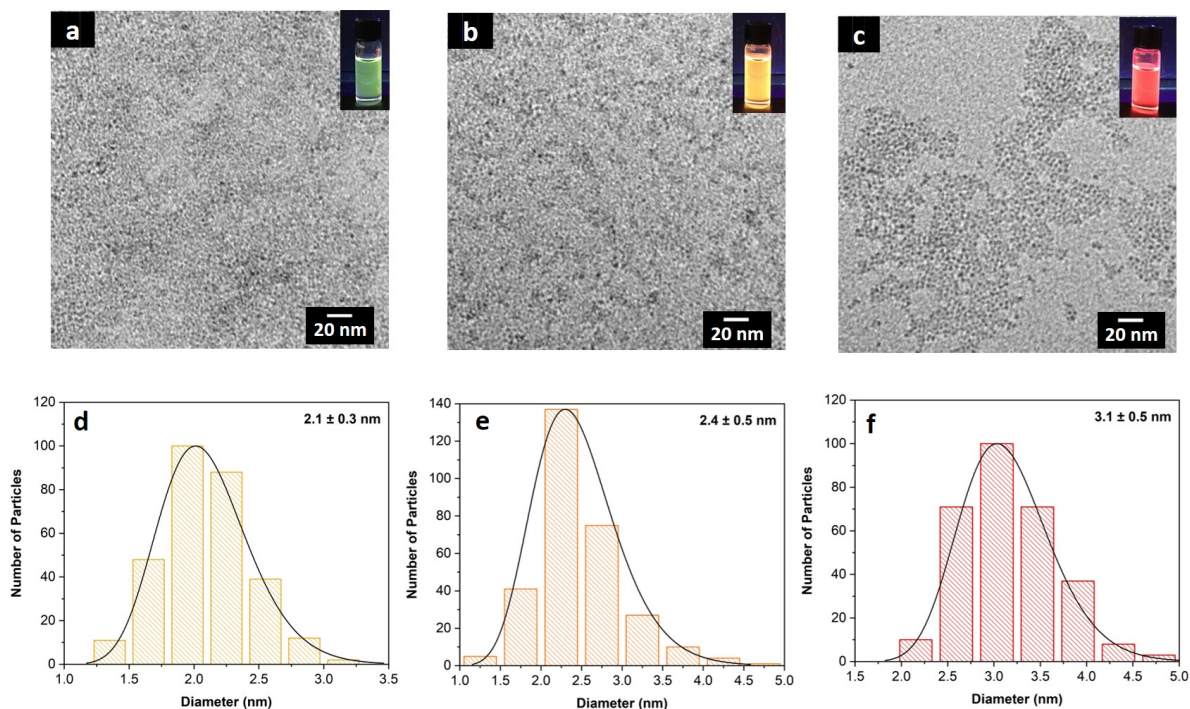 a
b
c
20 nm
20 nm
20 nm
d
2.1 ± 0.3 nm
Number of Particles
120
100
80
60
40
20
0
1.0 1.5 2.0 2.5 3.0 3.5
Diameter (nm)
e
2.4 ± 0.5 nm
Number of Particles
140
120
100
80
60
40
20
0
1.0 1.5 2.0 2.5 3.0 3.5 4.0 4.5 5.0
Diameter (nm)
f
3.1 ± 0.5 nm
Number of Particles
120
100
80
60
40
20
0
1.5 2.0 2.5 3.0 3.5 4.0 4.5 5.0
Diameter (nm)